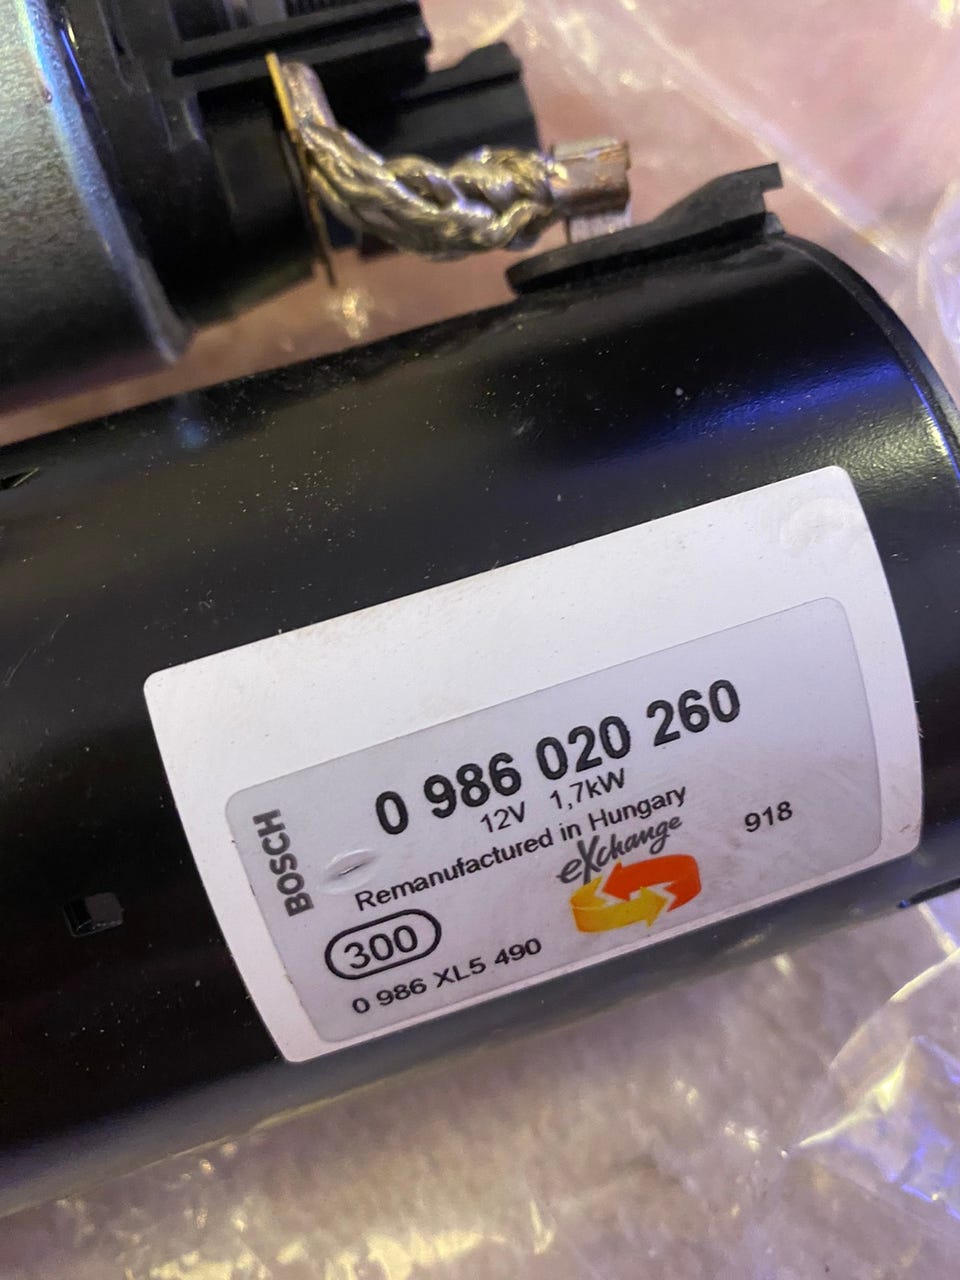 0 986 020 260
12V 1,7kW
Remanufactured in Hungary
BOSCH
eXchange
918
300
0 986 XL5 490